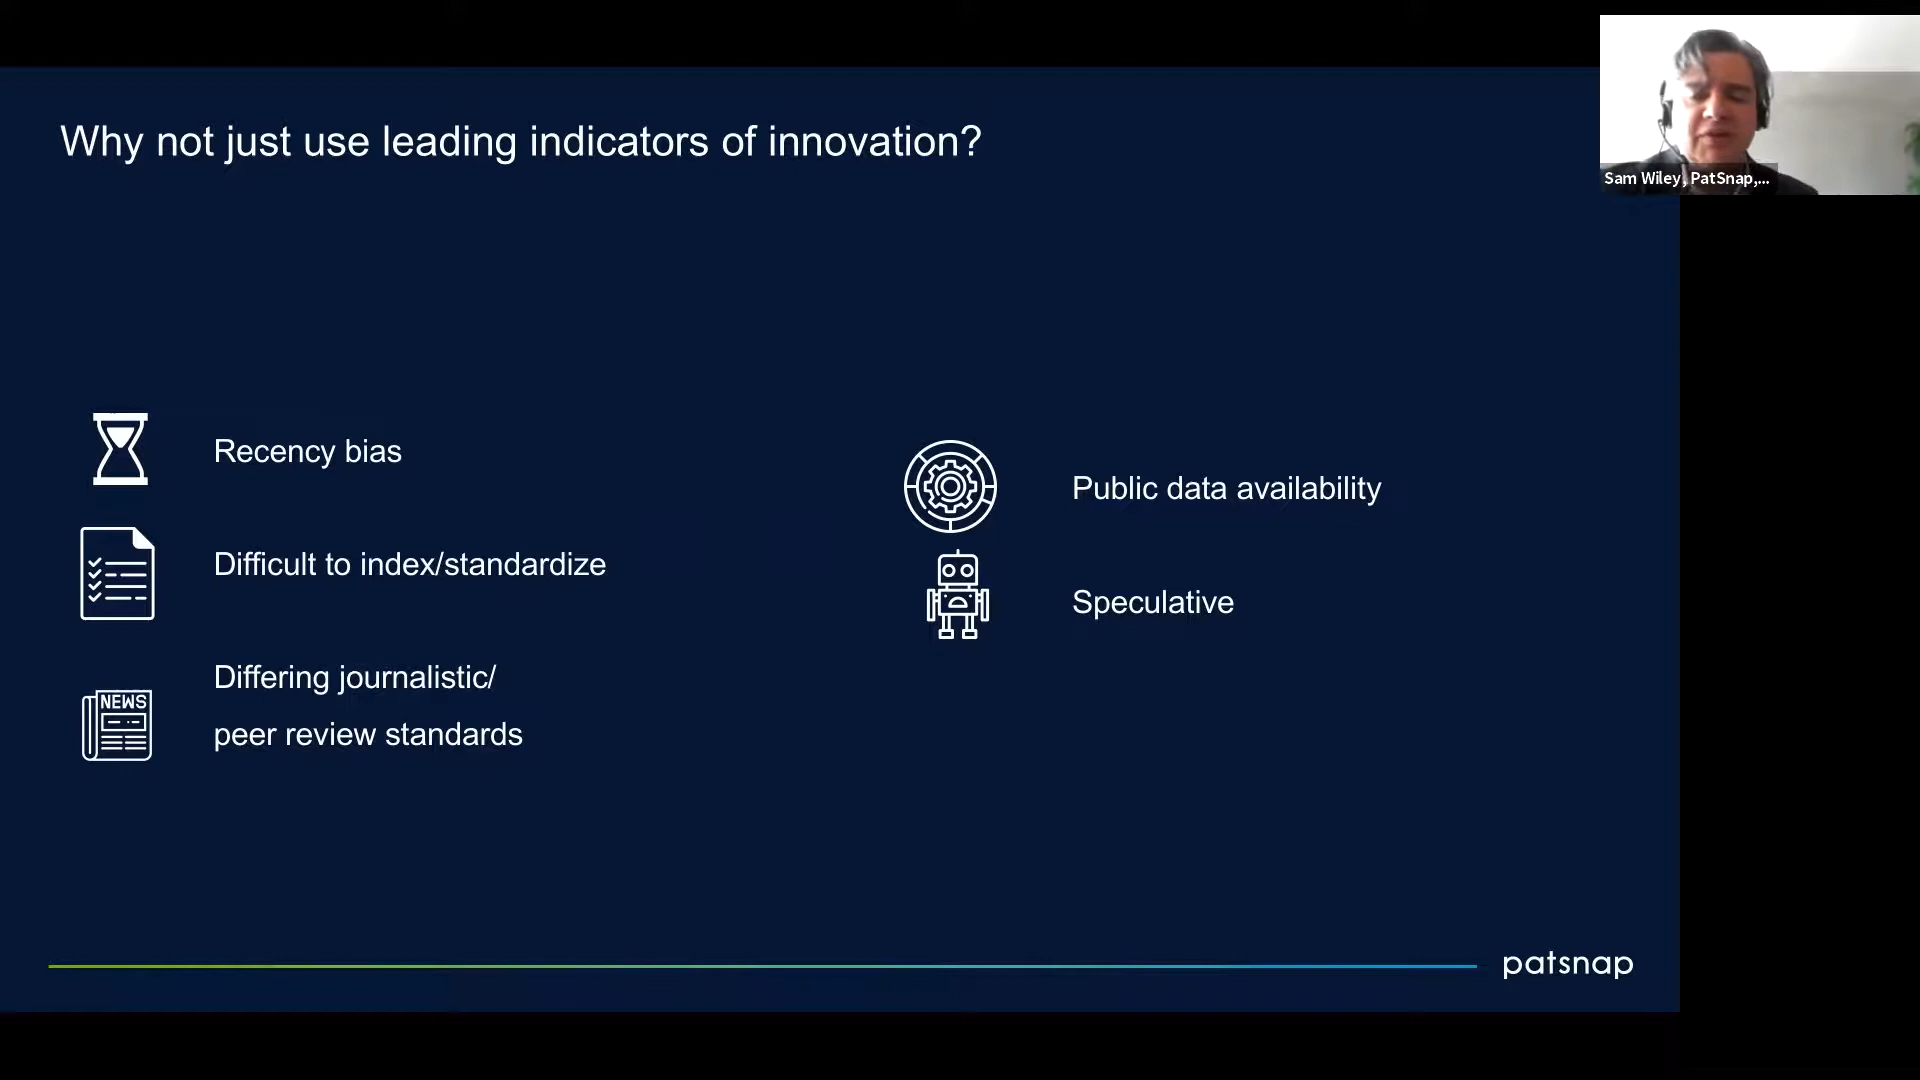 Why not just use leading indicators of innovation?
Sam Wiley, PatSnap,...
Recency bias
Difficult to index/standardize
NEWS
Differing journalistic/
peer review standards
Public data availability
Speculative
patsnap